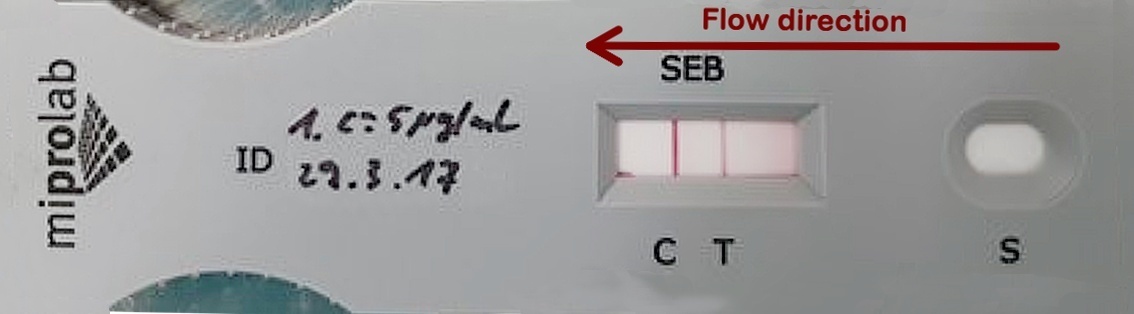 Flow direction
SEB
miprolab
ID
1. c = 5 µg/mL
29.3.17
C T
S